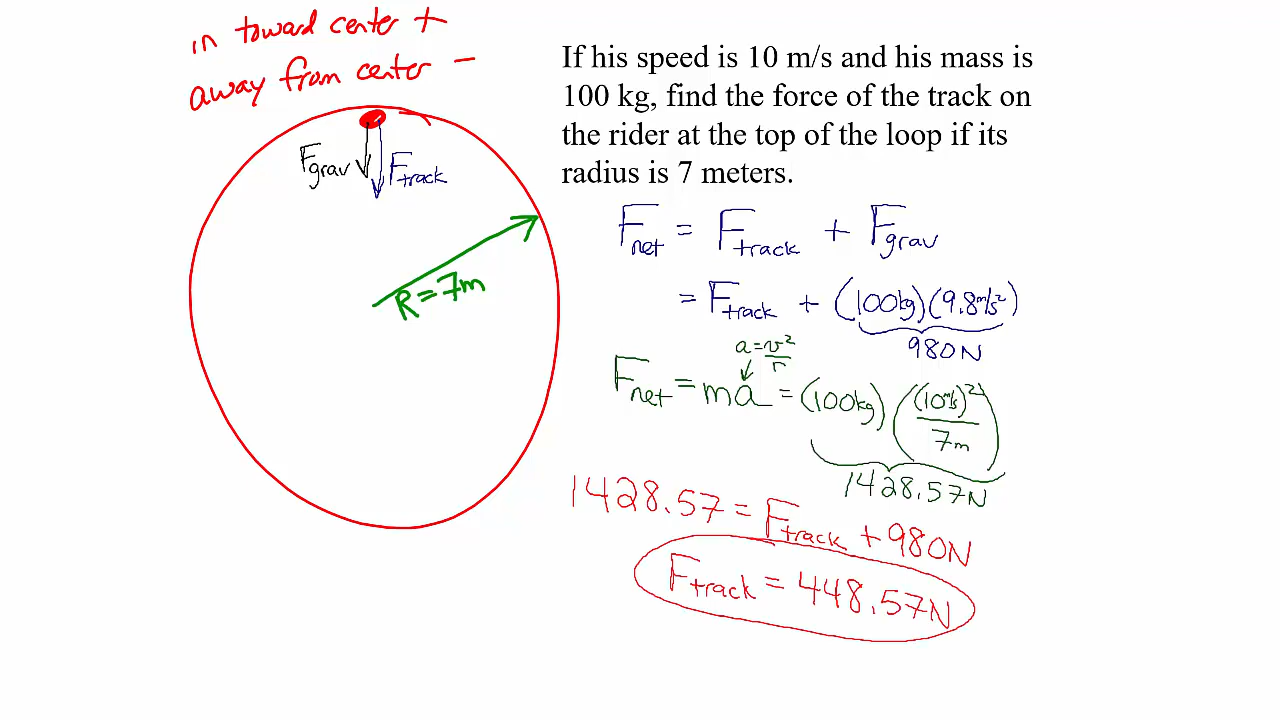 in toward center +
away from center -
If his speed is 10 m/s and his mass is
100 kg, find the force of the track on
the rider at the top of the loop if its
radius is 7 meters.
Fgrav
Ftrack
R = 7m
Fnet = Ftrack + Fgrav
= Ftrack + (100kg)(9.8m/s²)
980N
a = v²/r
Fnet = ma = (100kg) ((10m/s)²/7m)
1428.57N
1428.57 = Ftrack + 980N
Ftrack = 448.57N